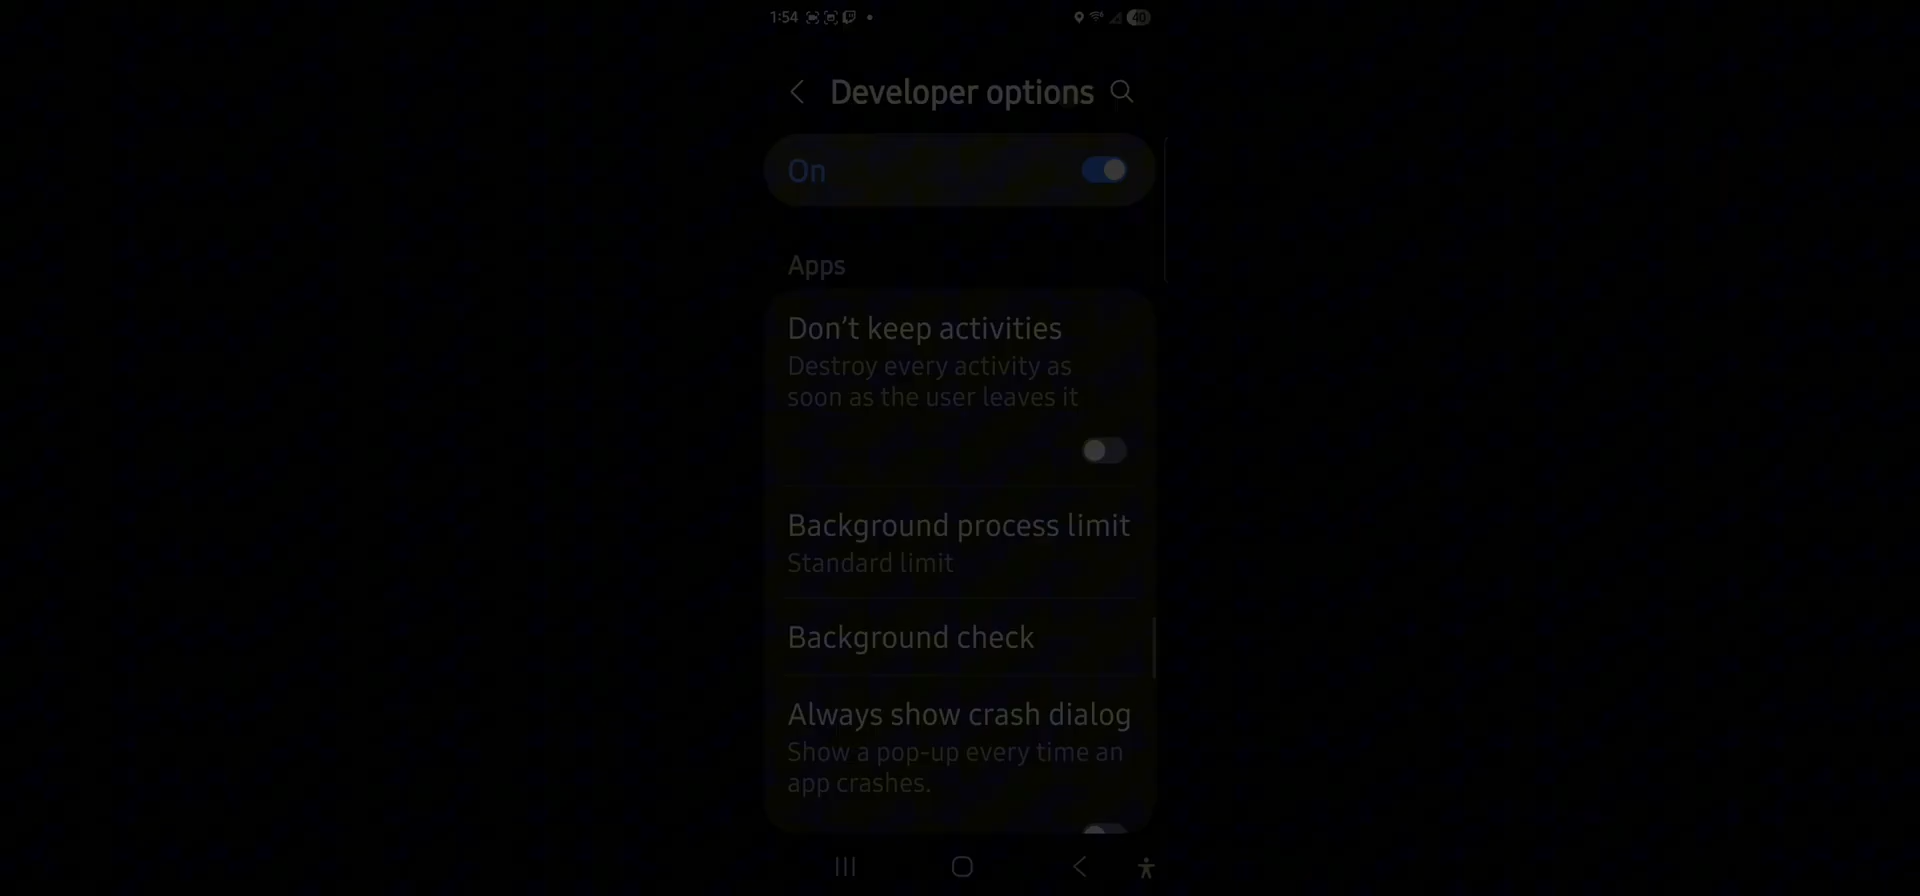 1:54
40
Developer options
On
Apps
Don't keep activities
Destroy every activity as
soon as the user leaves it
Background process limit
Standard limit
Background check
Always show crash dialog
Show a pop-up every time an
app crashes.